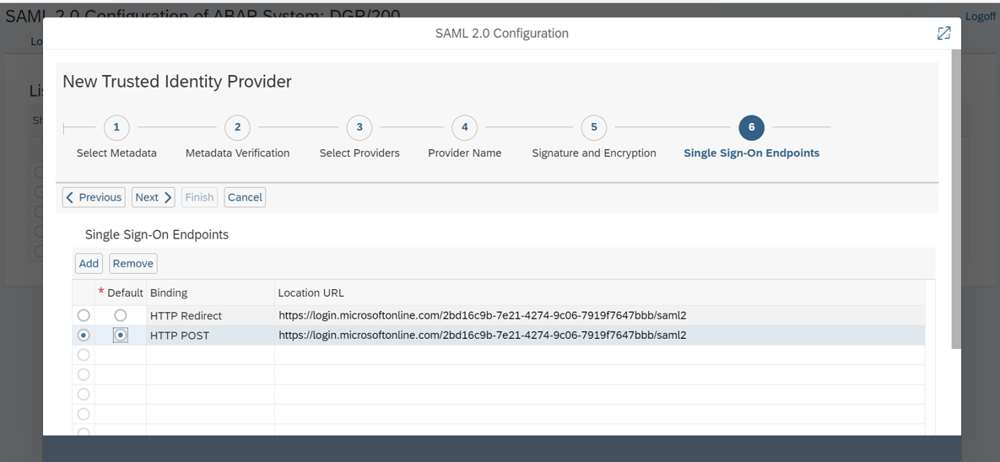 SAML 2.0 Configuration of ABAP System: DGR/200
Logoff
SAML 2.0 Configuration
Lo
New Trusted Identity Provider
Lis
Sh
1 2 3 4 5 6
Select Metadata Metadata Verification Select Providers Provider Name Signature and Encryption Single Sign-On Endpoints
Previous Next Finish Cancel
Single Sign-On Endpoints
Add Remove
* Default Binding Location URL
HTTP Redirect https://login.microsoftonline.com/2bd16c9b-7e21-4274-9c06-7919f7647bbb/saml2
HTTP POST https://login.microsoftonline.com/2bd16c9b-7e21-4274-9c06-7919f7647bbb/saml2